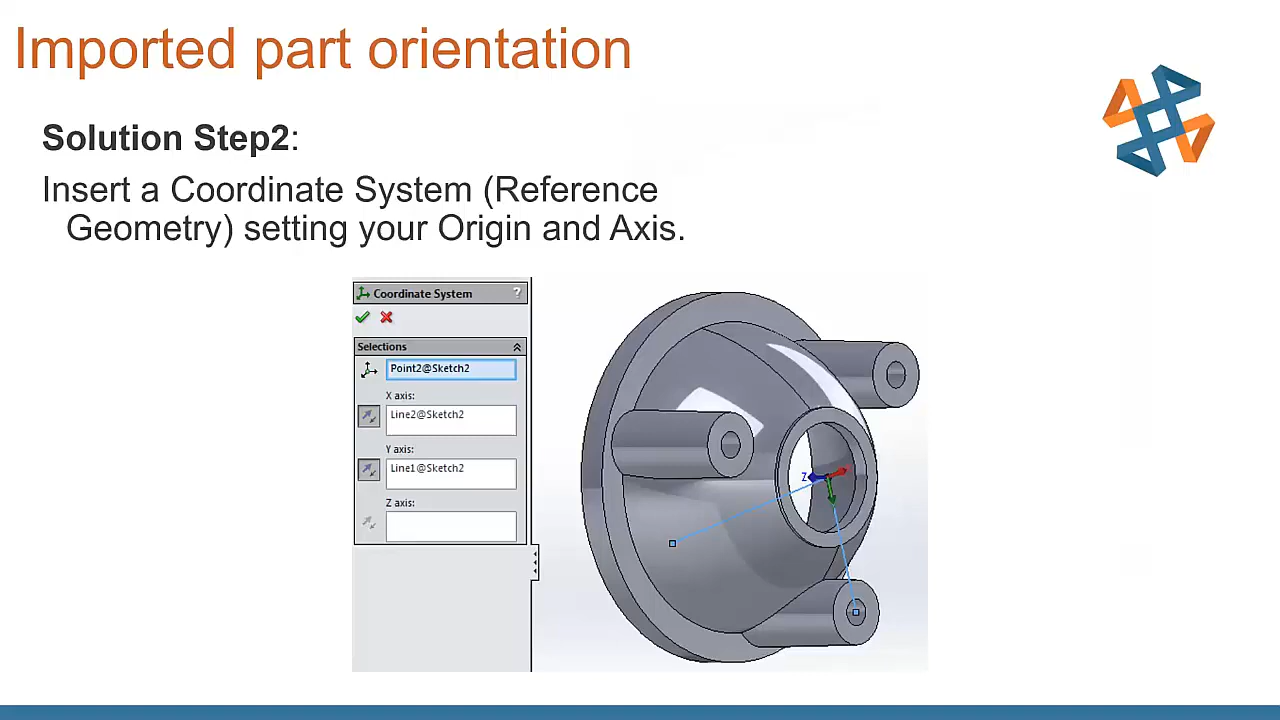 Imported part orientation
Solution Step2:
Insert a Coordinate System (Reference
Geometry) setting your Origin and Axis.
Coordinate System ?
Selections
Point2@Sketch2
X axis:
Line2@Sketch2
Y axis:
Line1@Sketch2
Z axis:
Z